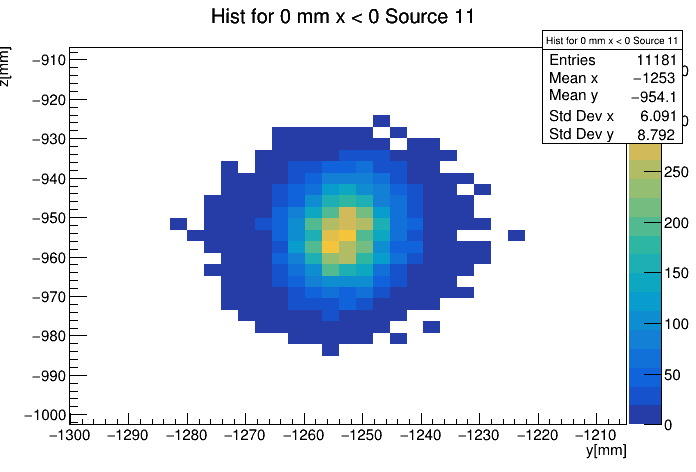 Hist for 0 mm x < 0 Source 11
z[mm]
Hist for 0 mm x < 0 Source 11
Entries 11181
Mean x −1253
Mean y −954.1
Std Dev x 6.091
Std Dev y 8.792
−910
−920
−930
−940
−950
−960
−970
−980
−990
−1000
−1300 −1290 −1280 −1270 −1260 −1250 −1240 −1230 −1220 −1210
y[mm]
250
200
150
100
50
0